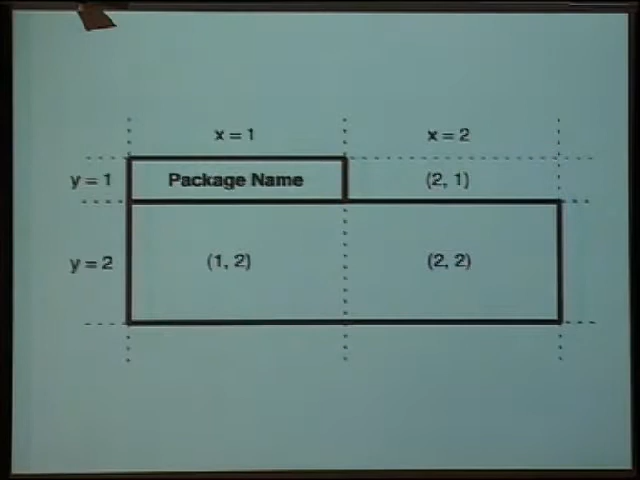 x = 1 x = 2
y = 1 Package Name (2, 1)
y = 2 (1, 2) (2, 2)